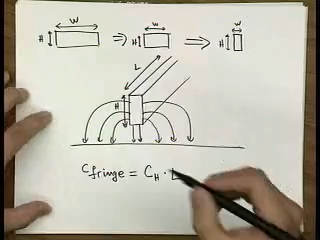 W W W
H ⇒ H ⇒ H
L
H
Cfringe = CH ·